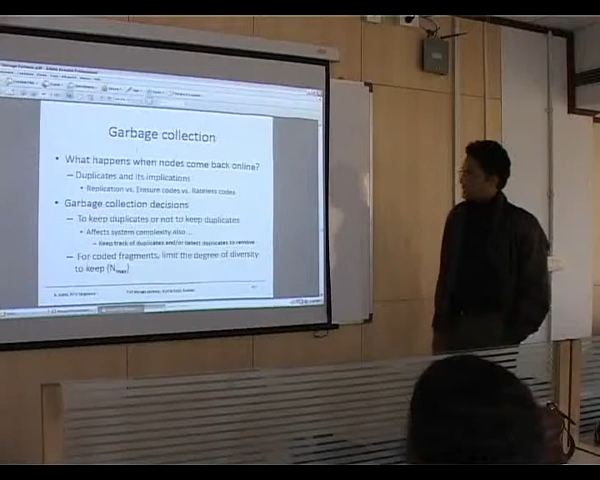 Garbage collection
• What happens when nodes come back online?
– Duplicates and its implications
• Replication vs. Erasure codes vs. Rateless codes
• Garbage collection decisions
– To keep duplicates or not to keep duplicates
• Affects system complexity also ...
– Keep track of duplicates and/or detect duplicates to remove
– For coded fragments, limit the degree of diversity
to keep (Nmax)